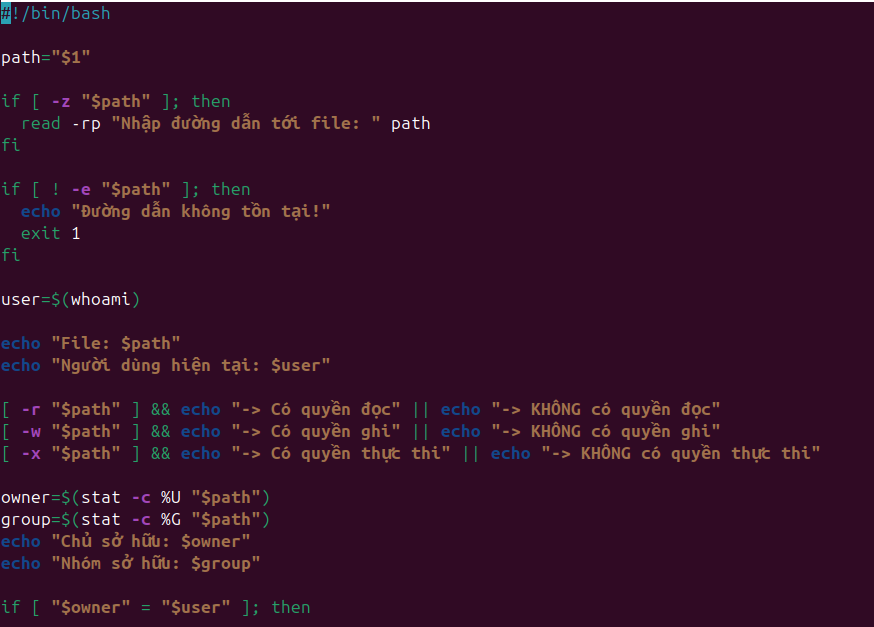 #!/bin/bash
path="$1"
if [ -z "$path" ]; then
  read -rp "Nhập đường dẫn tới file: " path
fi
if [ ! -e "$path" ]; then
  echo "Đường dẫn không tồn tại!"
  exit 1
fi
user=$(whoami)
echo "File: $path"
echo "Người dùng hiện tại: $user"
[ -r "$path" ] && echo "-> Có quyền đọc" || echo "-> KHÔNG có quyền đọc"
[ -w "$path" ] && echo "-> Có quyền ghi" || echo "-> KHÔNG có quyền ghi"
[ -x "$path" ] && echo "-> Có quyền thực thi" || echo "-> KHÔNG có quyền thực thi"
owner=$(stat -c %U "$path")
group=$(stat -c %G "$path")
echo "Chủ sở hữu: $owner"
echo "Nhóm sở hữu: $group"
if [ "$owner" = "$user" ]; then